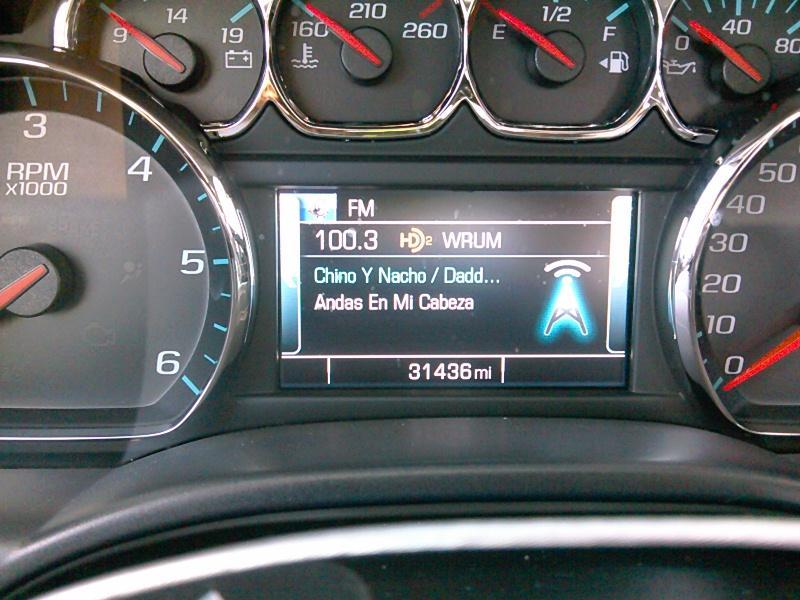 9 14 19
160 210 260
E 1/2 F
0 40 80
3
4
5
6
RPM
x1000
FM
100.3 HD2 WRUM
Chino Y Nacho / Dadd...
Andas En Mi Cabeza
31436 mi
50
40
30
20
10
0